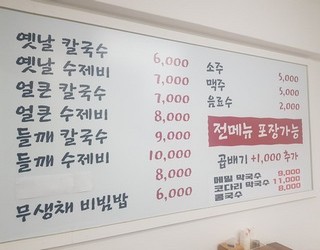 옛날 칼국수 6,000
옛날 수제비 7,000
얼큰 칼국수 7,000
얼큰 수제비 8,000
들깨 칼국수 9,000
들깨 수제비 10,000
8,000
무생채 비빔밥 6,000
소주 5,000
맥주 5,000
음료수 2,000
전메뉴 포장가능
곱배기 +1,000 추가
메밀 막국수 9,000
코다리 막국수 11,000
콩국수 8,000